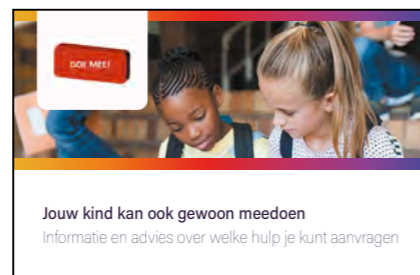 DOE MEE!
Jouw kind kan ook gewoon meedoen
Informatie en advies over welke hulp je kunt aanvragen